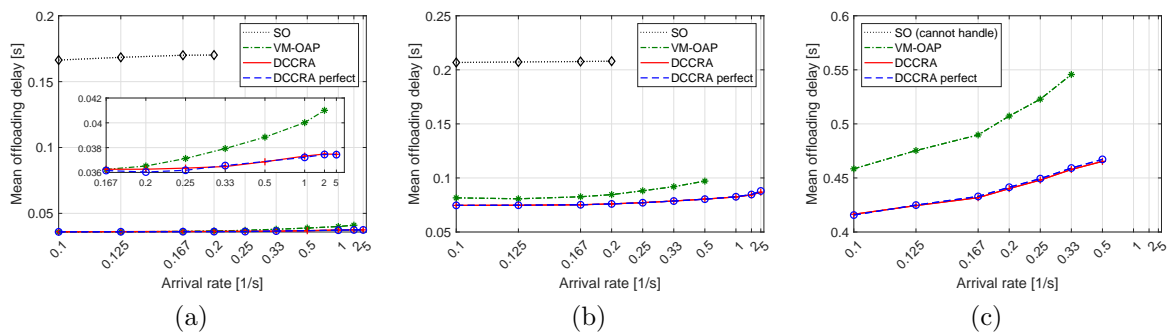 0.2
0.15
0.1
0.05
Mean offloading delay [s]
SO
VM-OAP
DCCRA
DCCRA perfect
0.042
0.04
0.038
0.036
0.167 0.2 0.25 0.33 0.5 1 2 5
0.1 0.125 0.167 0.2 0.25 0.33 0.5 1 2 5
Arrival rate [1/s]
(a)
0.25
0.2
0.15
0.1
0.05
Mean offloading delay [s]
SO
VM-OAP
DCCRA
DCCRA perfect
0.1 0.125 0.167 0.2 0.25 0.33 0.5 1 2 5
Arrival rate [1/s]
(b)
0.6
0.55
0.5
0.45
0.4
Mean offloading delay [s]
SO (cannot handle)
VM-OAP
DCCRA
DCCRA perfect
0.1 0.125 0.167 0.2 0.25 0.33 0.5 1 2 5
Arrival rate [1/s]
(c)